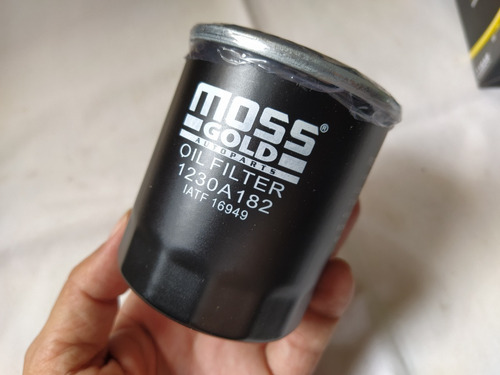 MOSS®
GOLD
AUTOPARTS
OIL FILTER
1230A182
IATF 16949